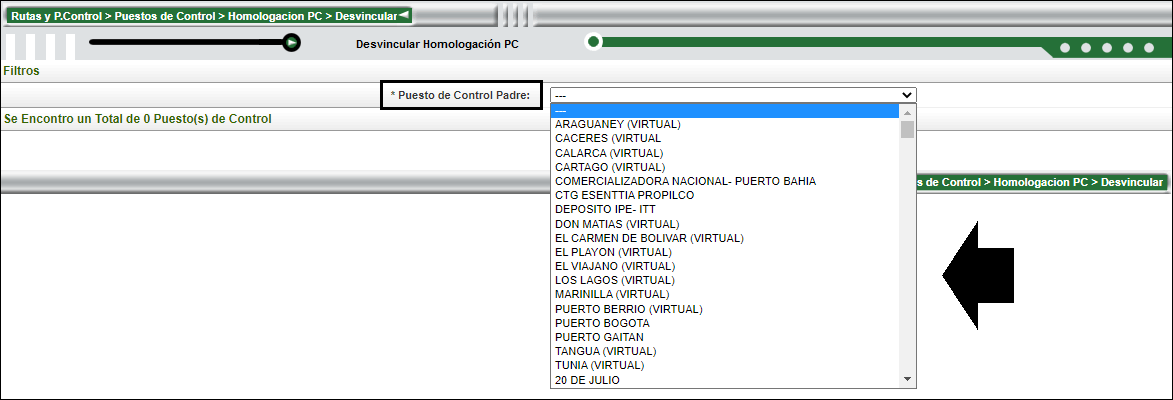 Rutas y P.Control > Puestos de Control > Homologacion PC > Desvincular
Desvincular Homologación PC
Filtros
* Puesto de Control Padre:
---
Se Encontro un Total de 0 Puesto(s) de Control
---
ARAGUANEY (VIRTUAL)
CACERES (VIRTUAL
CALARCA (VIRTUAL)
CARTAGO (VIRTUAL)
COMERCIALIZADORA NACIONAL- PUERTO BAHIA
CTG ESENTTIA PROPILCO
DEPOSITO IPE- ITT
DON MATIAS (VIRTUAL)
EL CARMEN DE BOLIVAR (VIRTUAL)
EL PLAYON (VIRTUAL)
EL VIAJANO (VIRTUAL)
LOS LAGOS (VIRTUAL)
MARINILLA (VIRTUAL)
PUERTO BERRIO (VIRTUAL)
PUERTO BOGOTA
PUERTO GAITAN
TANGUA (VIRTUAL)
TUNIA (VIRTUAL)
20 DE JULIO
s de Control > Homologacion PC > Desvincular